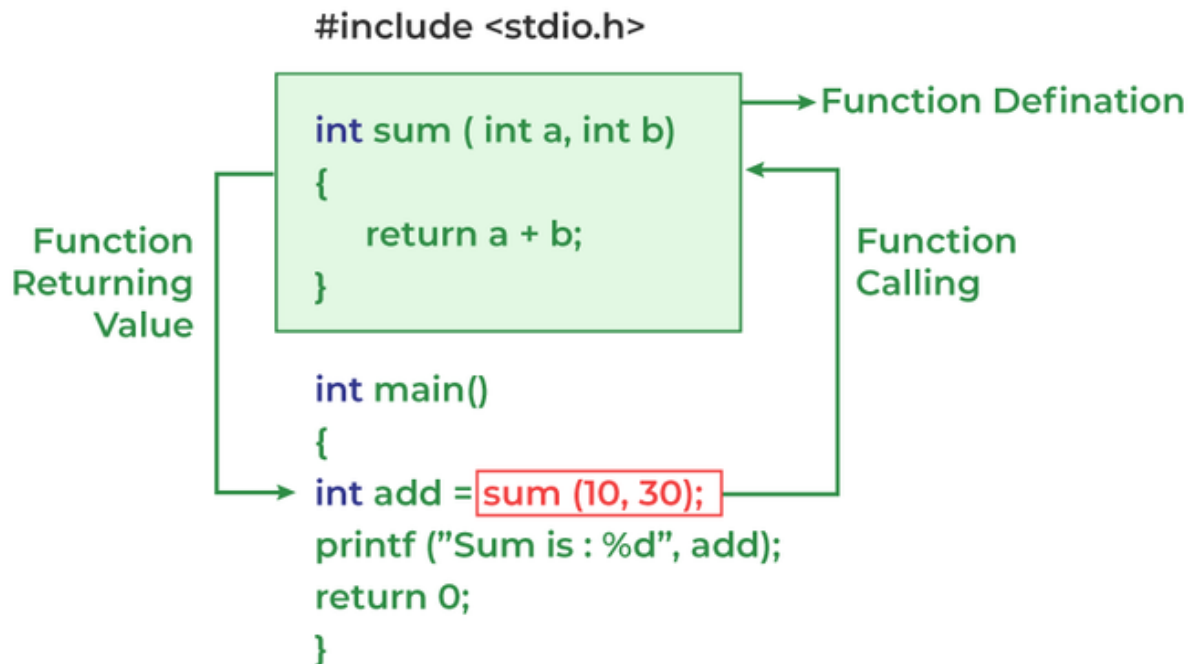 #include <stdio.h>
int sum ( int a, int b)
{
return a + b;
}
Function Defination
Function
Calling
Function
Returning
Value
int main()
{
int add = sum (10, 30);
printf (”Sum is : %d”, add);
return 0;
}